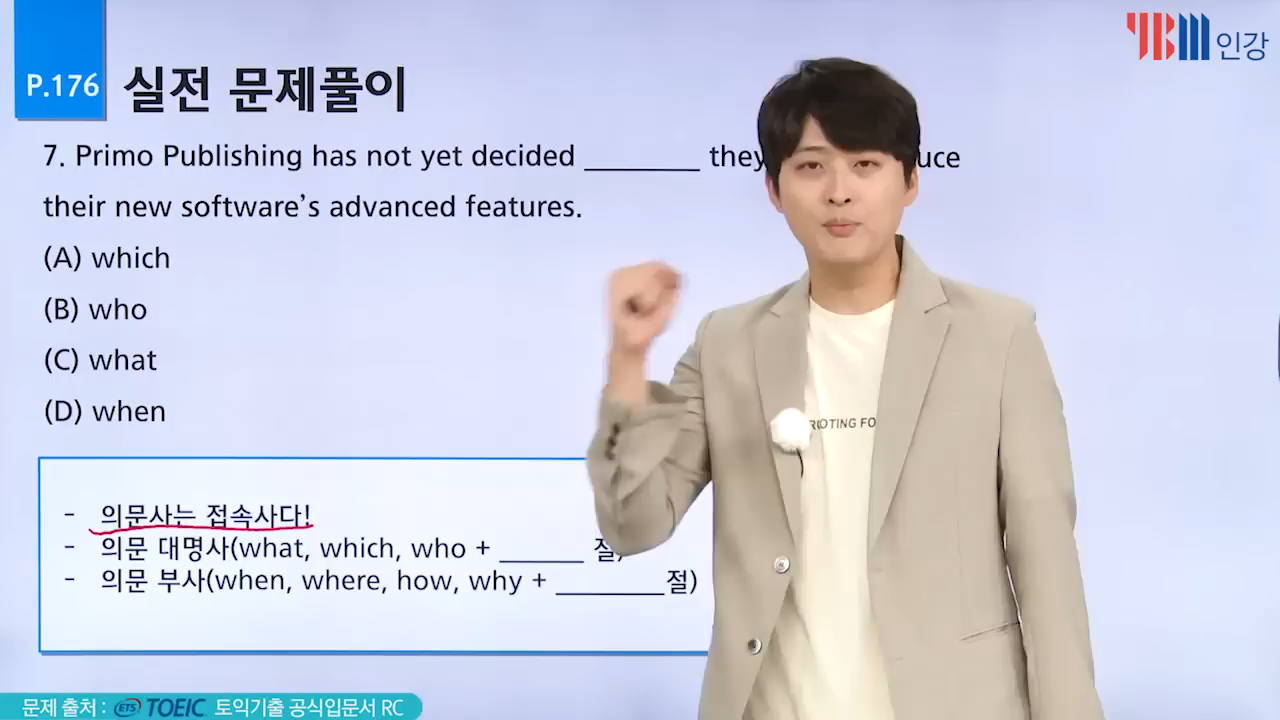 YBM 인강
P.176 실전 문제풀이
7. Primo Publishing has not yet decided ________ they uce
their new software's advanced features.
(A) which
(B) who
(C) what
(D) when
- 의문사는 접속사다!
- 의문 대명사(what, which, who + ______ 절)
- 의문 부사(when, where, how, why + ________절)
ROOTING FO
문제 출처 : ETS TOEIC 토익기출 공식입문서 RC